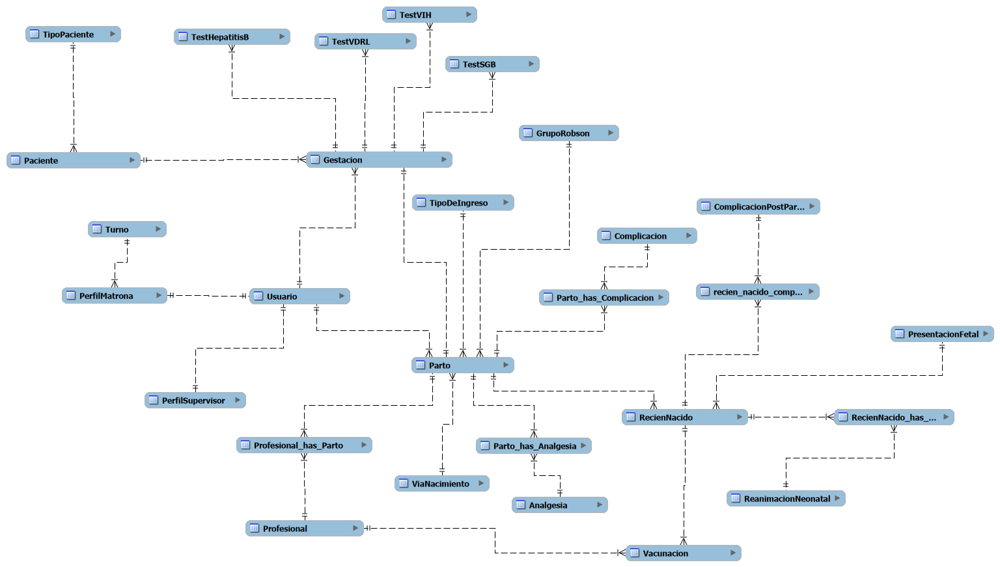 TestVIH
TipoPaciente
TestHepatitisB
TestVDRL
TestSGB
GrupoRobson
Paciente
Gestacion
TipoDeIngreso
ComplicacionPostPar...
Turno
Complicacion
PerfilMatrona
Usuario
Parto_has_Complicacion
recien_nacido_comp...
PresentacionFetal
Parto
PerfilSupervisor
RecienNacido
RecienNacido_has_...
Profesional_has_Parto
Parto_has_Analgesia
ViaNacimiento
ReanimacionNeonatal
Analgesia
Profesional
Vacunacion